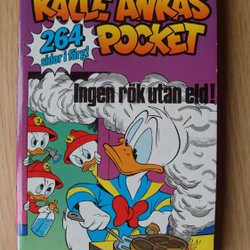 KALLE ANKAS
POCKET
264
sidor i färg!
Ingen rök utan eld!